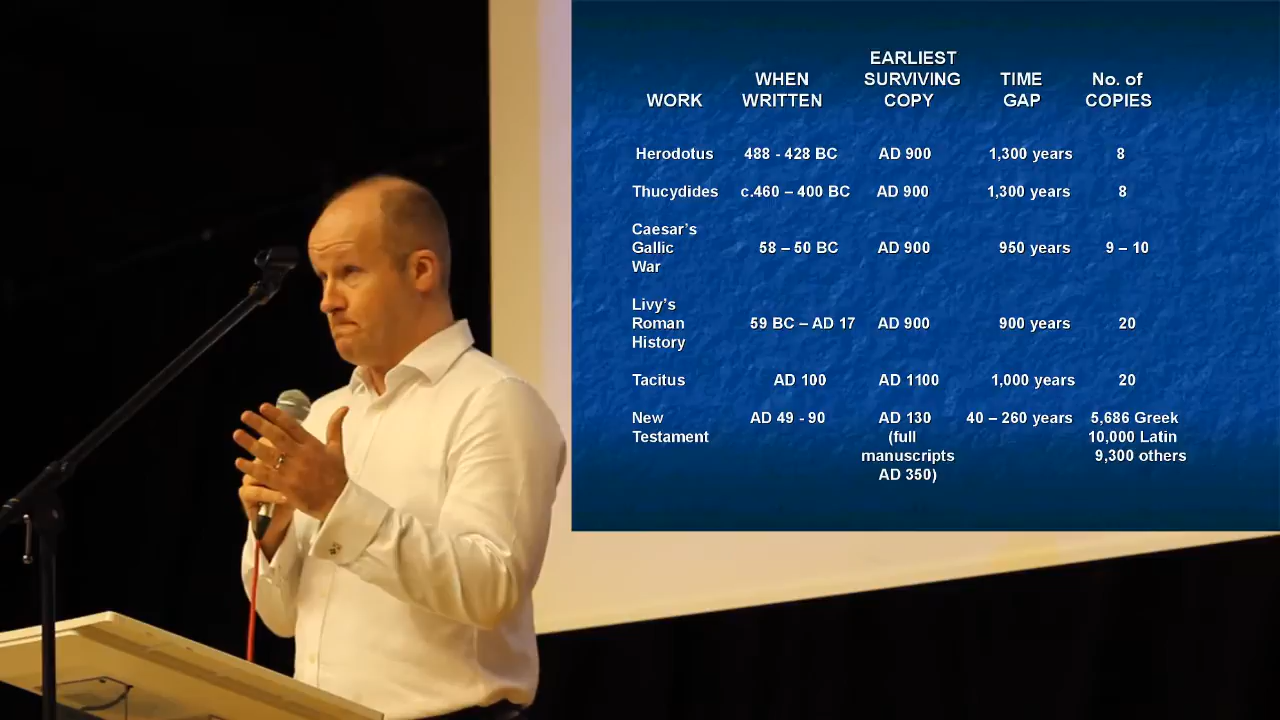 WORK WHEN WRITTEN EARLIEST SURVIVING COPY TIME GAP No. of COPIES
Herodotus 488 - 428 BC AD 900 1,300 years 8
Thucydides c.460 – 400 BC AD 900 1,300 years 8
Caesar's
Gallic 58 – 50 BC AD 900 950 years 9 – 10
War
Livy's
Roman 59 BC – AD 17 AD 900 900 years 20
History
Tacitus AD 100 AD 1100 1,000 years 20
New AD 49 - 90 AD 130 40 – 260 years 5,686 Greek
Testament (full 10,000 Latin
manuscripts 9,300 others
AD 350)